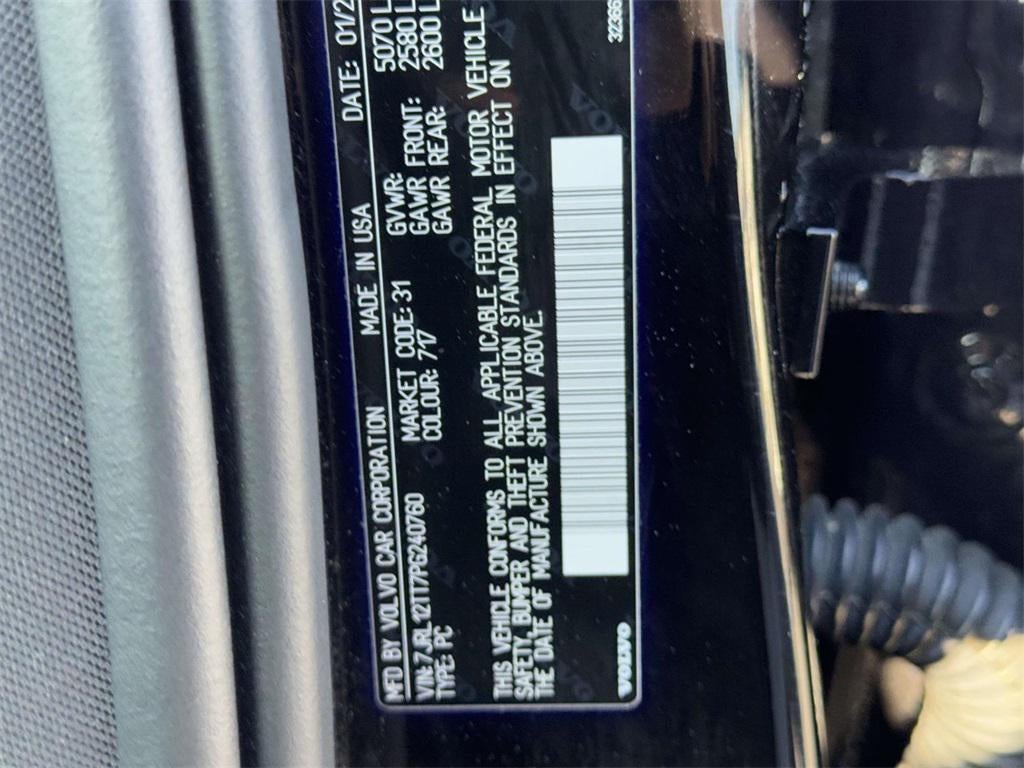 MFD BY VOLVO CAR CORPORATION MADE IN USA DATE: 01/2
VIN: 7JRL12TT7PG240760 MARKET CODE: 31 GVWR: 5070 L
TYPE: PC COLOUR: 717 GAWR FRONT: 2580 L
GAWR REAR: 2600 L
THIS VEHICLE CONFORMS TO ALL APPLICABLE FEDERAL MOTOR VEHICLE
SAFETY, BUMPER AND THEFT PREVENTION STANDARDS IN EFFECT ON
THE DATE OF MANUFACTURE SHOWN ABOVE.
VOLVO